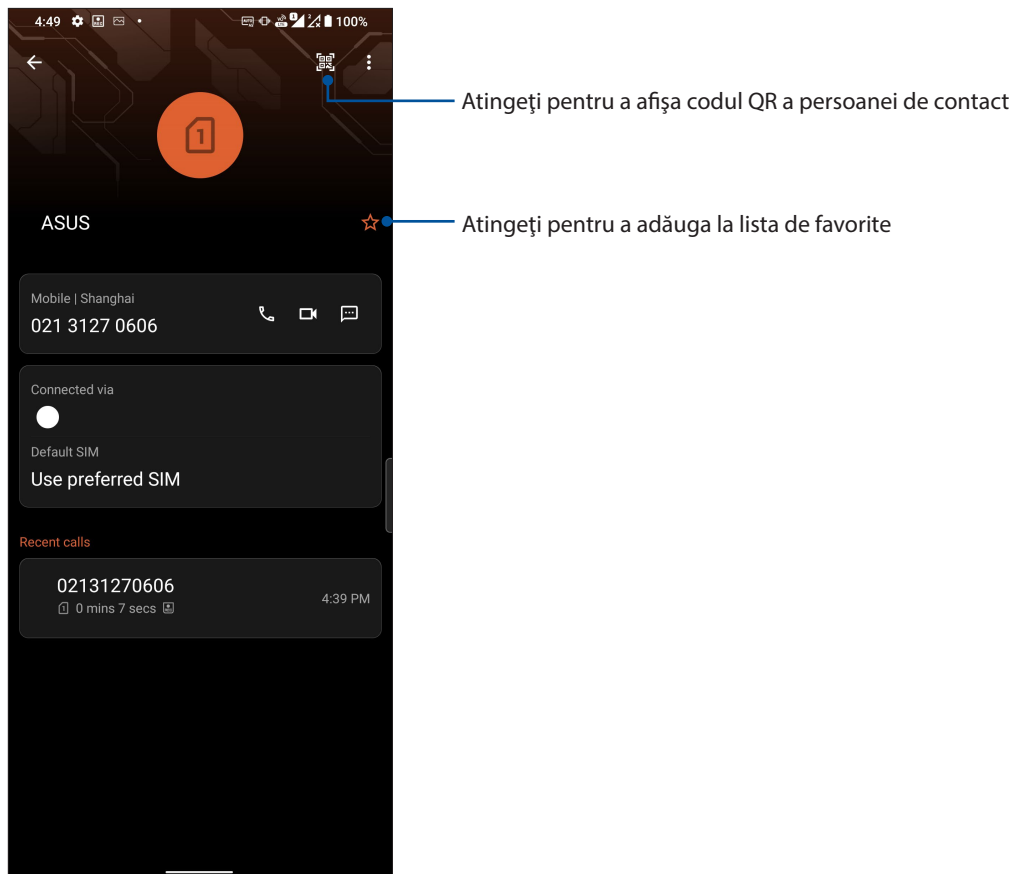 4:49
100%
Atingeţi pentru a afişa codul QR a persoanei de contact
1
ASUS
Atingeţi pentru a adăuga la lista de favorite
Mobile | Shanghai
021 3127 0606
Connected via
Default SIM
Use preferred SIM
Recent calls
02131270606
1 0 mins 7 secs
4:39 PM